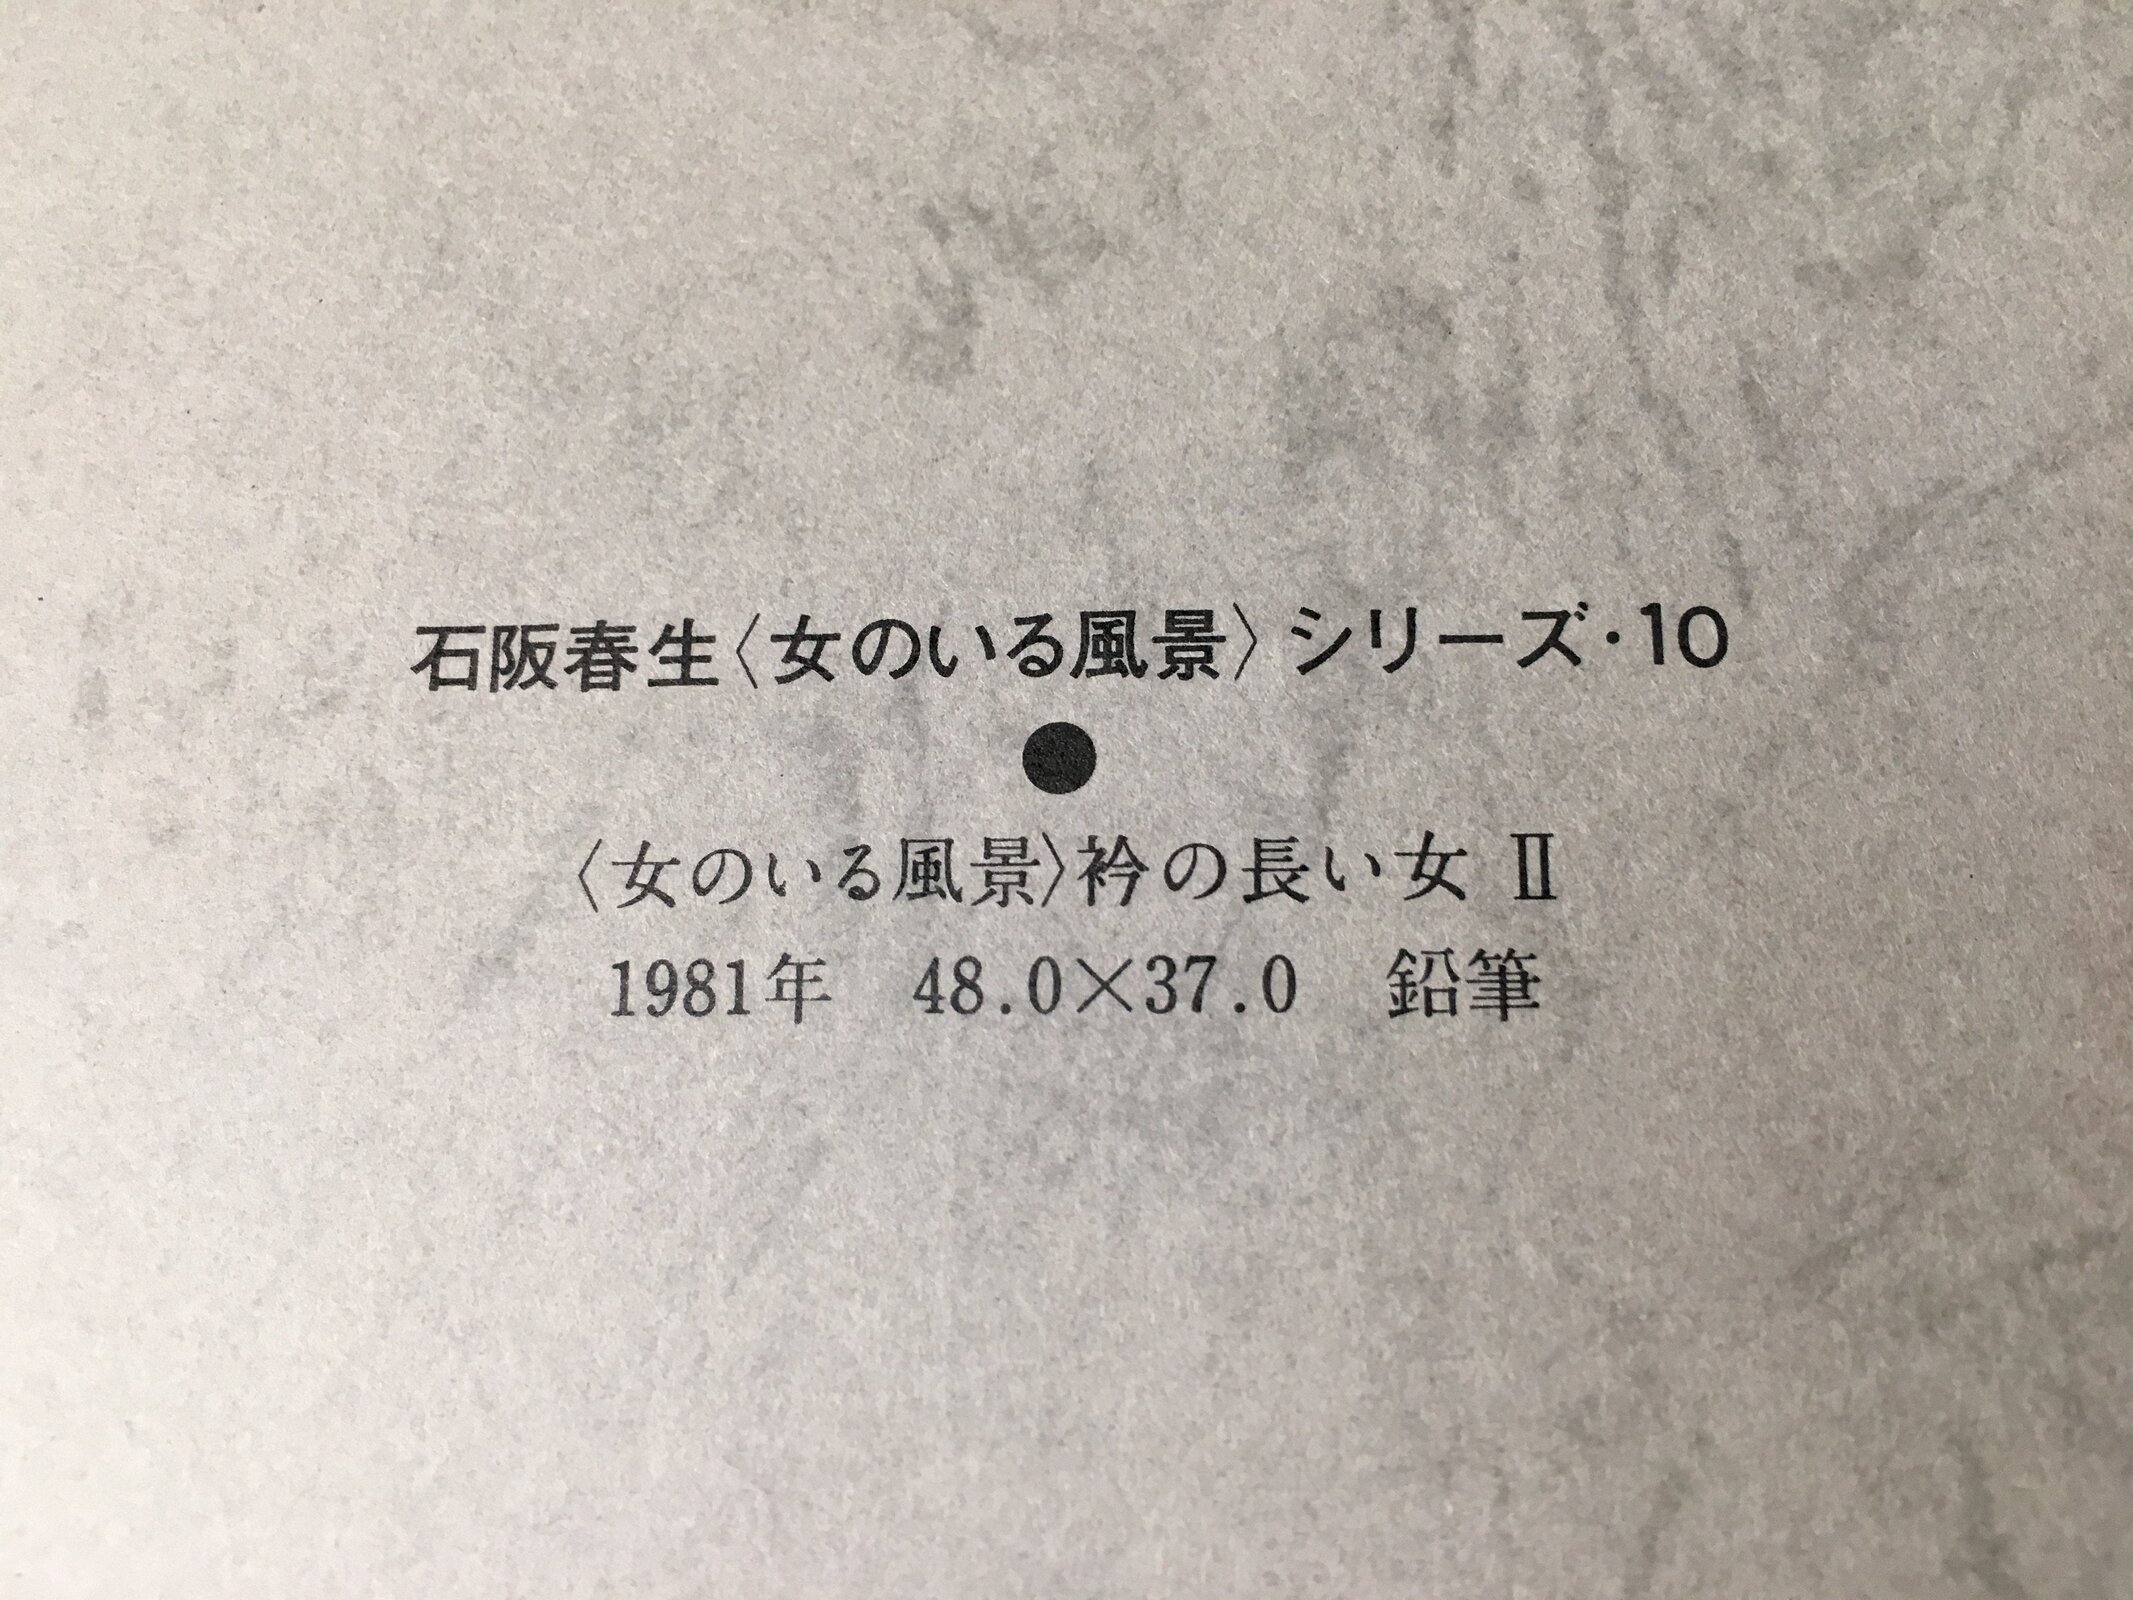 石阪春生〈女のいる風景〉シリーズ・10
●
〈女のいる風景〉衿の長い女 Ⅱ
1981年　48.0×37.0　鉛筆